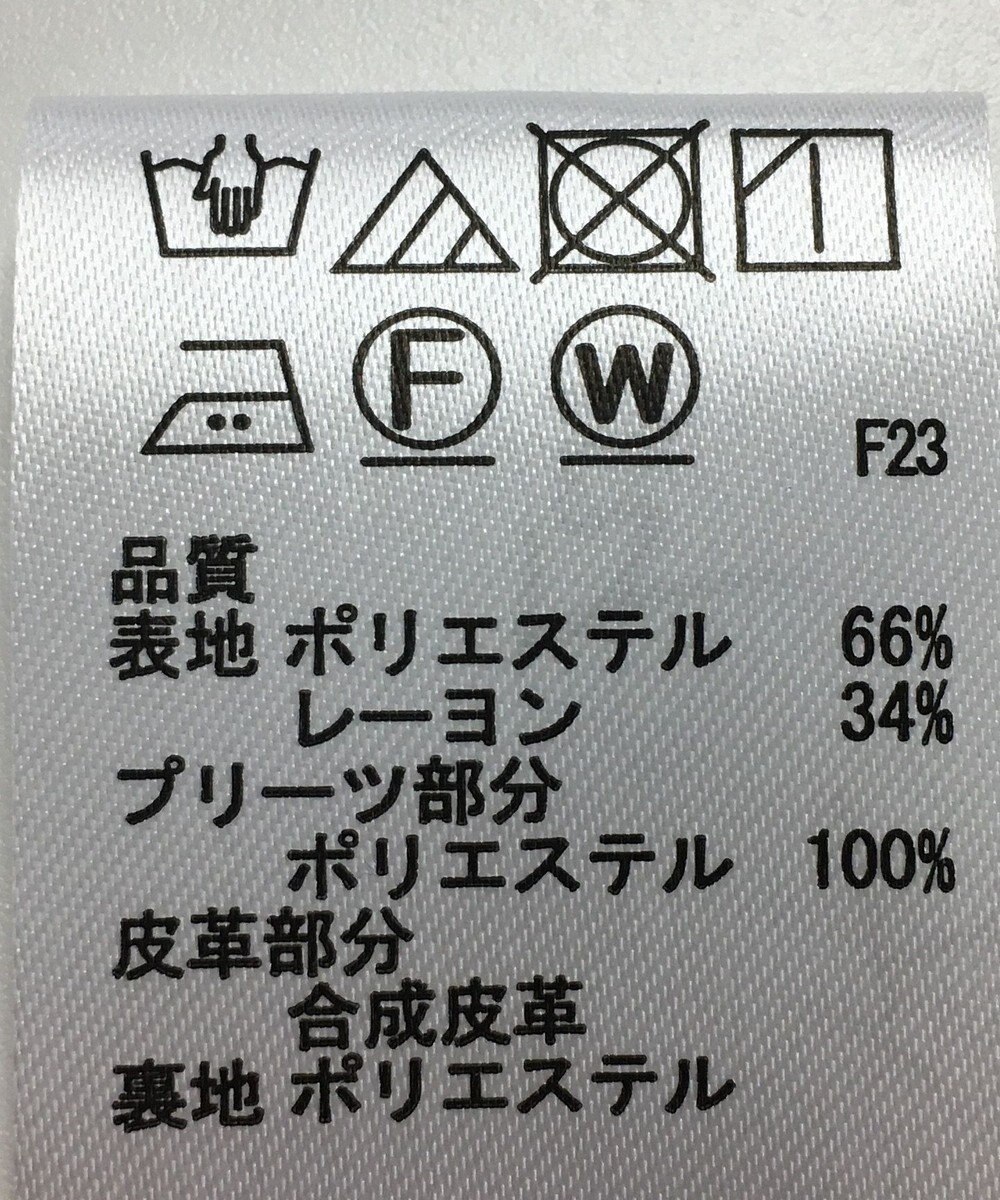 F W
F23
品質
表地 ポリエステル 66%
レーヨン 34%
プリーツ部分
ポリエステル 100%
皮革部分
合成皮革
裏地 ポリエステル